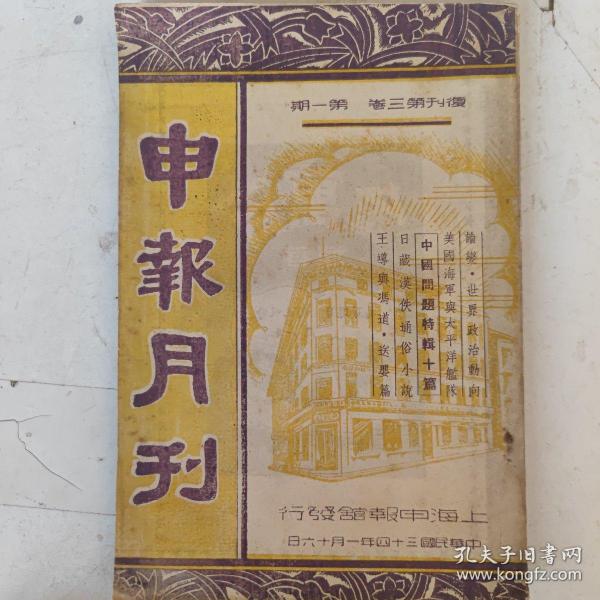 復刊第三卷 第一期
申報月刊
論變·世界政治動向
美國海軍與太平洋艦隊
中國問題特輯十篇
日藏漢佚通俗小說
王導與馮道·送嬰篇
上海申報館發行
中華民國三十四年一月十六日
孔夫子旧书网
www.kongfz.com